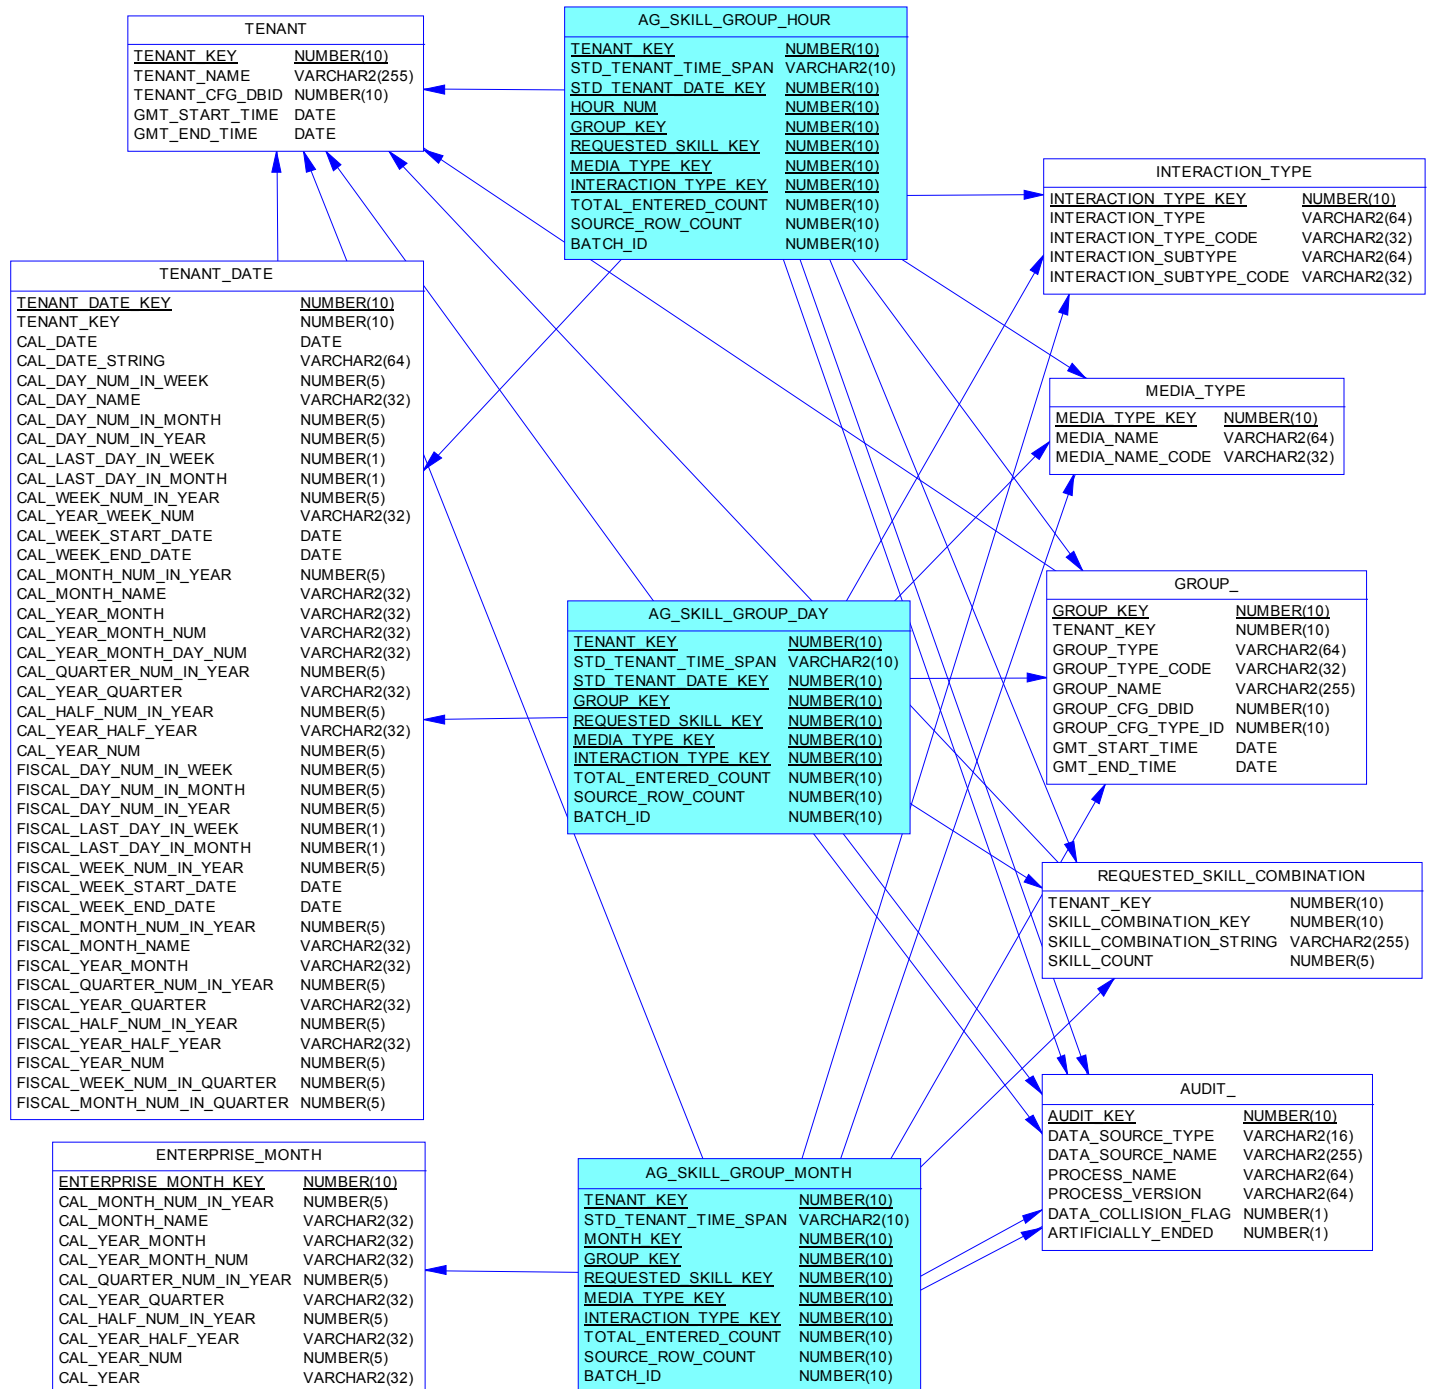 TENANT
TENANT_KEY NUMBER(10)
TENANT_NAME VARCHAR2(255)
TENANT_CFG_DBID NUMBER(10)
GMT_START_TIME DATE
GMT_END_TIME DATE
AG_SKILL_GROUP_HOUR
TENANT_KEY NUMBER(10)
STD_TENANT_TIME_SPAN VARCHAR2(10)
STD_TENANT_DATE_KEY NUMBER(10)
HOUR_NUM NUMBER(10)
GROUP_KEY NUMBER(10)
REQUESTED_SKILL_KEY NUMBER(10)
MEDIA_TYPE_KEY NUMBER(10)
INTERACTION_TYPE_KEY NUMBER(10)
TOTAL_ENTERED_COUNT NUMBER(10)
SOURCE_ROW_COUNT NUMBER(10)
BATCH_ID NUMBER(10)
INTERACTION_TYPE
INTERACTION_TYPE_KEY NUMBER(10)
INTERACTION_TYPE VARCHAR2(64)
INTERACTION_TYPE_CODE VARCHAR2(32)
INTERACTION_SUBTYPE VARCHAR2(64)
INTERACTION_SUBTYPE_CODE VARCHAR2(32)
TENANT_DATE
TENANT_DATE_KEY NUMBER(10)
TENANT_KEY NUMBER(10)
CAL_DATE DATE
CAL_DATE_STRING VARCHAR2(64)
CAL_DAY_NUM_IN_WEEK NUMBER(5)
CAL_DAY_NAME VARCHAR2(32)
CAL_DAY_NUM_IN_MONTH NUMBER(5)
CAL_DAY_NUM_IN_YEAR NUMBER(5)
CAL_LAST_DAY_IN_WEEK NUMBER(1)
CAL_LAST_DAY_IN_MONTH NUMBER(1)
CAL_WEEK_NUM_IN_YEAR NUMBER(5)
CAL_YEAR_WEEK_NUM VARCHAR2(32)
CAL_WEEK_START_DATE DATE
CAL_WEEK_END_DATE DATE
CAL_MONTH_NUM_IN_YEAR NUMBER(5)
CAL_MONTH_NAME VARCHAR2(32)
CAL_YEAR_MONTH VARCHAR2(32)
CAL_YEAR_MONTH_NUM VARCHAR2(32)
CAL_YEAR_MONTH_DAY_NUM VARCHAR2(32)
CAL_QUARTER_NUM_IN_YEAR NUMBER(5)
CAL_YEAR_QUARTER VARCHAR2(32)
CAL_HALF_NUM_IN_YEAR NUMBER(5)
CAL_YEAR_HALF_YEAR VARCHAR2(32)
CAL_YEAR_NUM NUMBER(5)
FISCAL_DAY_NUM_IN_WEEK NUMBER(5)
FISCAL_DAY_NUM_IN_MONTH NUMBER(5)
FISCAL_DAY_NUM_IN_YEAR NUMBER(5)
FISCAL_LAST_DAY_IN_WEEK NUMBER(1)
FISCAL_LAST_DAY_IN_MONTH NUMBER(1)
FISCAL_WEEK_NUM_IN_YEAR NUMBER(5)
FISCAL_WEEK_START_DATE DATE
FISCAL_WEEK_END_DATE DATE
FISCAL_MONTH_NUM_IN_YEAR NUMBER(5)
FISCAL_MONTH_NAME VARCHAR2(32)
FISCAL_YEAR_MONTH VARCHAR2(32)
FISCAL_QUARTER_NUM_IN_YEAR NUMBER(5)
FISCAL_YEAR_QUARTER VARCHAR2(32)
FISCAL_HALF_NUM_IN_YEAR NUMBER(5)
FISCAL_YEAR_HALF_YEAR VARCHAR2(32)
FISCAL_YEAR_NUM NUMBER(5)
FISCAL_WEEK_NUM_IN_QUARTER NUMBER(5)
FISCAL_MONTH_NUM_IN_QUARTER NUMBER(5)
MEDIA_TYPE
MEDIA_TYPE_KEY NUMBER(10)
MEDIA_NAME VARCHAR2(64)
MEDIA_NAME_CODE VARCHAR2(32)
AG_SKILL_GROUP_DAY
TENANT_KEY NUMBER(10)
STD_TENANT_TIME_SPAN VARCHAR2(10)
STD_TENANT_DATE_KEY NUMBER(10)
GROUP_KEY NUMBER(10)
REQUESTED_SKILL_KEY NUMBER(10)
MEDIA_TYPE_KEY NUMBER(10)
INTERACTION_TYPE_KEY NUMBER(10)
TOTAL_ENTERED_COUNT NUMBER(10)
SOURCE_ROW_COUNT NUMBER(10)
BATCH_ID NUMBER(10)
GROUP_
GROUP_KEY NUMBER(10)
TENANT_KEY NUMBER(10)
GROUP_TYPE VARCHAR2(64)
GROUP_TYPE_CODE VARCHAR2(32)
GROUP_NAME VARCHAR2(255)
GROUP_CFG_DBID NUMBER(10)
GROUP_CFG_TYPE_ID NUMBER(10)
GMT_START_TIME DATE
GMT_END_TIME DATE
REQUESTED_SKILL_COMBINATION
TENANT_KEY NUMBER(10)
SKILL_COMBINATION_KEY NUMBER(10)
SKILL_COMBINATION_STRING VARCHAR2(255)
SKILL_COUNT NUMBER(5)
AUDIT_
AUDIT_KEY NUMBER(10)
DATA_SOURCE_TYPE VARCHAR2(16)
DATA_SOURCE_NAME VARCHAR2(255)
PROCESS_NAME VARCHAR2(64)
PROCESS_VERSION VARCHAR2(64)
DATA_COLLISION_FLAG NUMBER(1)
ARTIFICIALLY_ENDED NUMBER(1)
ENTERPRISE_MONTH
ENTERPRISE_MONTH_KEY NUMBER(10)
CAL_MONTH_NUM_IN_YEAR NUMBER(5)
CAL_MONTH_NAME VARCHAR2(32)
CAL_YEAR_MONTH VARCHAR2(32)
CAL_YEAR_MONTH_NUM VARCHAR2(32)
CAL_QUARTER_NUM_IN_YEAR NUMBER(5)
CAL_YEAR_QUARTER VARCHAR2(32)
CAL_HALF_NUM_IN_YEAR NUMBER(5)
CAL_YEAR_HALF_YEAR VARCHAR2(32)
CAL_YEAR_NUM NUMBER(5)
CAL_YEAR VARCHAR2(32)
AG_SKILL_GROUP_MONTH
TENANT_KEY NUMBER(10)
STD_TENANT_TIME_SPAN VARCHAR2(10)
MONTH_KEY NUMBER(10)
GROUP_KEY NUMBER(10)
REQUESTED_SKILL_KEY NUMBER(10)
MEDIA_TYPE_KEY NUMBER(10)
INTERACTION_TYPE_KEY NUMBER(10)
TOTAL_ENTERED_COUNT NUMBER(10)
SOURCE_ROW_COUNT NUMBER(10)
BATCH_ID NUMBER(10)